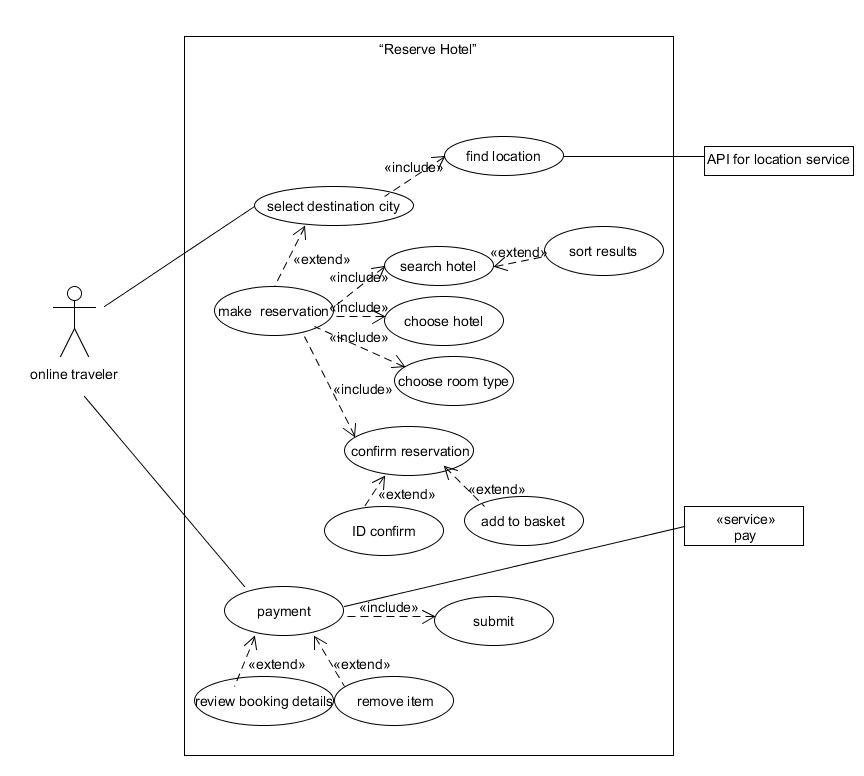 “Reserve Hotel”
find location
API for location service
«include»
select destination city
«extend»
sort results
«extend»
search hotel
«include»
make  reservation
«include»
choose hotel
«include»
online traveler
choose room type
«include»
confirm reservation
«extend»
«extend»
ID confirm
add to basket
«service»
pay
payment
«include»
submit
«extend»
«extend»
review booking details
remove item